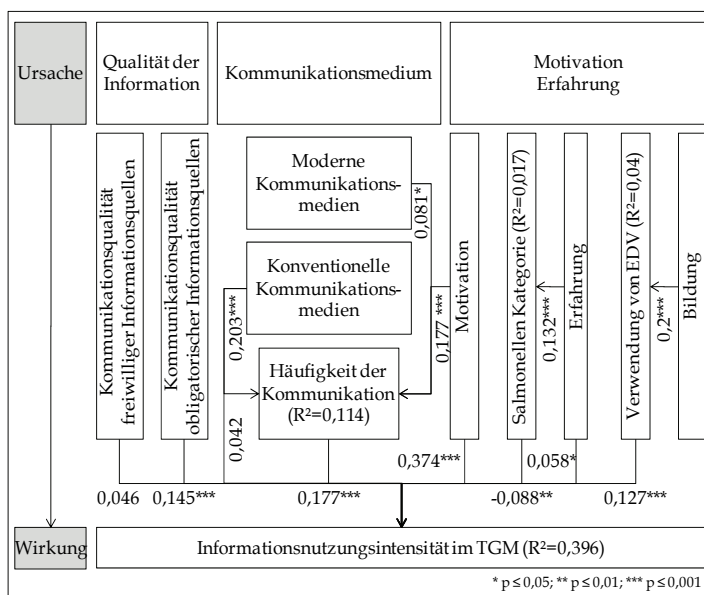 Ursache
Qualität der
Information
Kommunikationsmedium
Motivation
Erfahrung
Kommunikationsqualität
freiwilliger Informationsquellen
Kommunikationsqualität
obligatorischer Informationsquellen
Moderne
Kommunikations-
medien
0,081*
Konventionelle
Kommunikations-
medien
0,203***
Häufigkeit der
Kommunikation
(R²=0,114)
0,042
0,177 ***
Motivation
Salmonellen Kategorie (R²=0,017)
0,132***
Erfahrung
Verwendung von EDV (R²=0,04)
0,2***
Bildung
0,374***
0,058*
0,046
0,145***
0,177***
-0,088**
0,127***
Wirkung
Informationsnutzungsintensität im TGM (R²=0,396)
* p ≤ 0,05; ** p ≤ 0,01; *** p ≤ 0,001